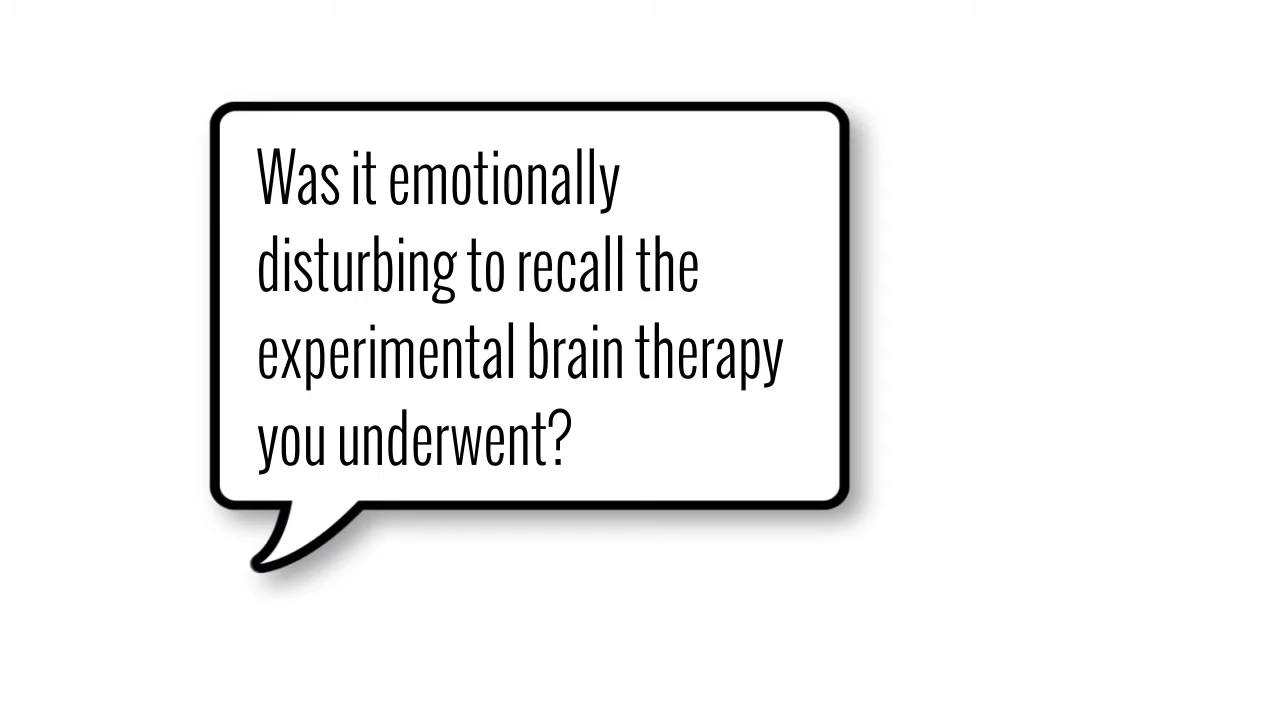 Was it emotionally
disturbing to recall the
experimental brain therapy
you underwent?